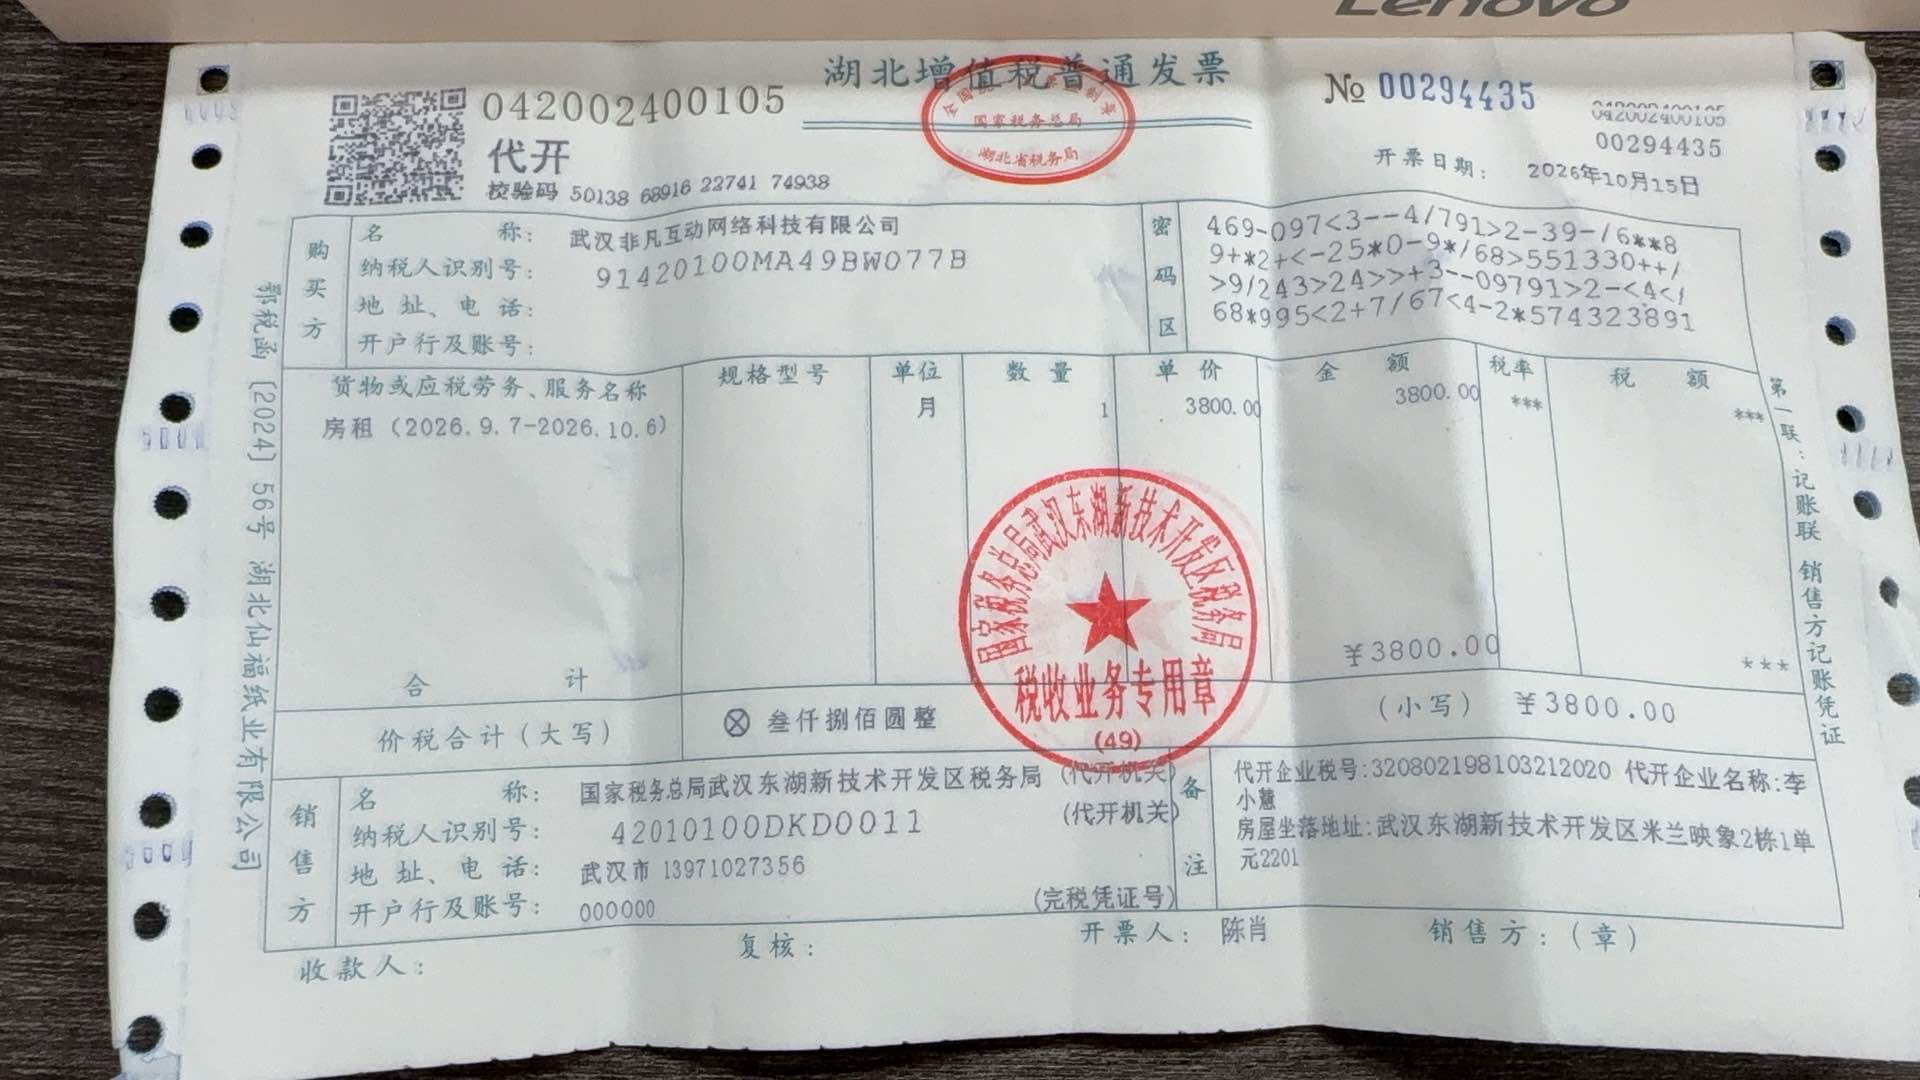 Lenovo
湖北增值税普通发票
042002400105
代开
校验码 50138 68916 22741 74938
国家税务总局
湖北省税务局
№ 00294435
042002400105
00294435
开票日期: 2026年10月15日
购买方
名 称: 武汉非凡互动网络科技有限公司
纳税人识别号: 91420100MA49BW077B
地址、电话:
开户行及账号:
密码区
469-097<3--4/791>2-39-/6**8
9+*2+<-25*0-9*/68>551330++/
>9/243>24>>+3--09791>2-<4</
68*995<2+7/67<4-2*574323891
货物或应税劳务、服务名称 规格型号 单位 数量 单价 金额 税率 税额
房租 (2026.9.7-2026.10.6) 月 1 3800.00 3800.00 *** ***
合 计 ¥3800.00 ***
价税合计(大写) ⊗ 叁仟捌佰圆整 (小写) ¥3800.00
国家税务总局武汉东湖新技术开发区税务局
税收业务专用章
(49)
销售方
名 称: 国家税务总局武汉东湖新技术开发区税务局 (代开机关)
纳税人识别号: 42010100DKD0011 (代开机关)
地址、电话: 武汉市 13971027356
开户行及账号: 000000 (完税凭证号)
备注
代开企业税号:320802198103212020 代开企业名称:李
小慧
房屋坐落地址:武汉东湖新技术开发区米兰映象2栋1单
元2201
收款人: 复核: 开票人: 陈肖 销售方:(章)
鄂税函〔2024〕56号 湖北仙福纸业有限公司
第一联:记账联 销售方记账凭证